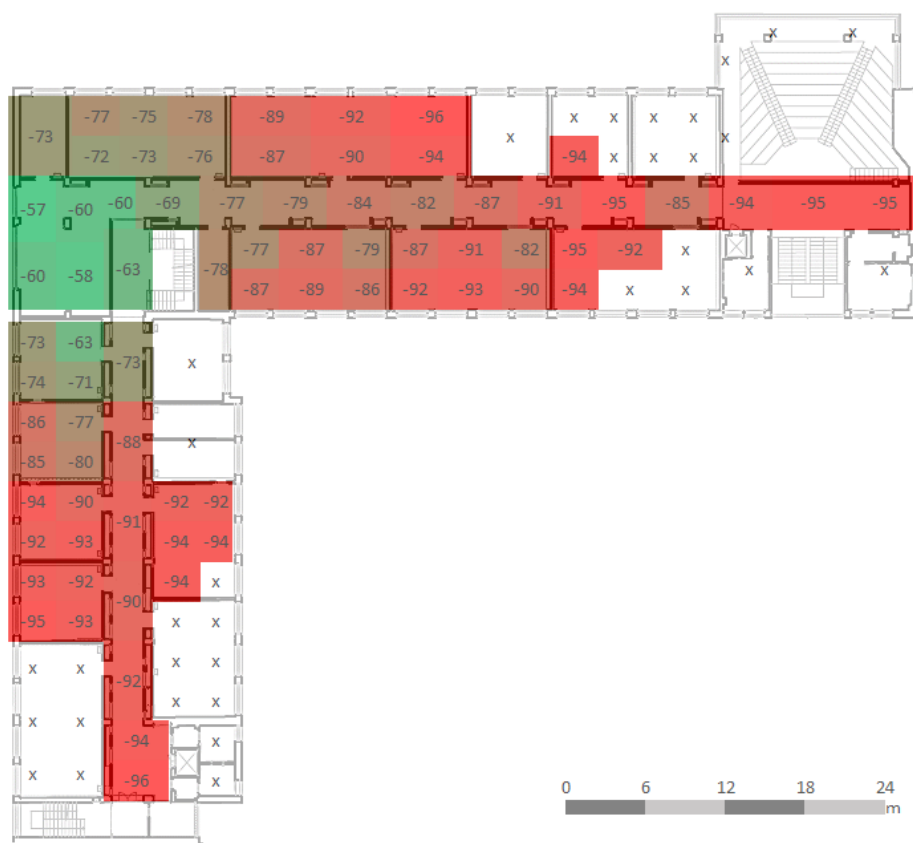 x x
x
-77 -75 -78 -89 -92 -96 x x x x
-73 x x
-72 -73 -76 -87 -90 -94 -94 x x x
-57 -60 -60 -69 -77 -79 -84 -82 -87 -91 -95 -85 -94 -95 -95
-77 -87 -79 -87 -91 -82 -95 -92 x
-60 -58 -63 -78 x x
-87 -89 -86 -92 -93 -90 -94 x x
-73 -63
-73 x
-74 -71
-86 -77
-88 x
-85 -80
-94 -90 -92 -92
-91
-92 -93 -94 -94
-93 -92 -94 x
-90
-95 -93 x x
x x x x
-92
x x x x
-94 x
x x -96 x
0 6 12 18 24
m